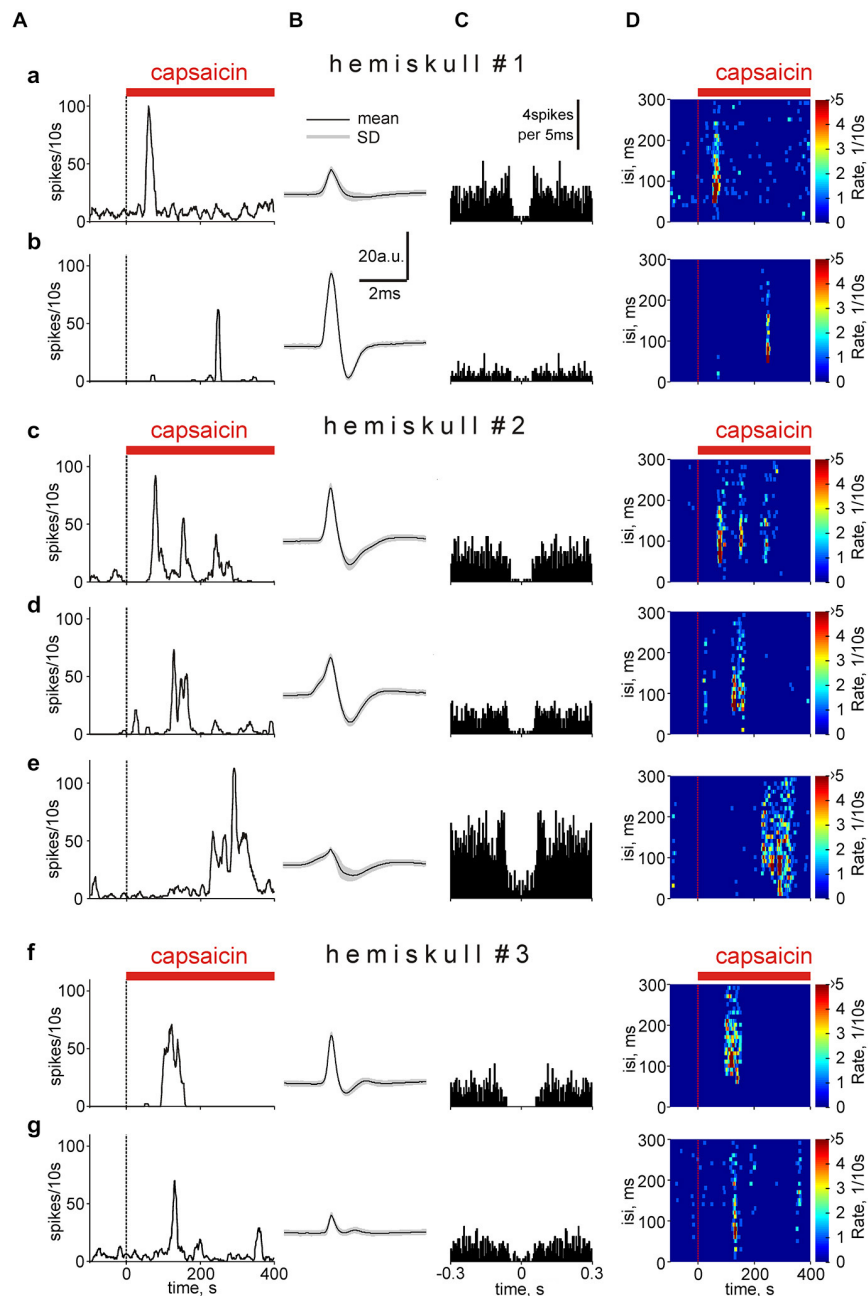 A B C D
hemiskull #1
a capsaicin capsaicin
mean
SD
4spikes
per 5ms
spikes/10s
100
50
0
isi, ms
300
200
100
0
>5
4
3
2
1
0
Rate, 1/10s
b
20a.u.
2ms
spikes/10s
100
50
0
isi, ms
300
200
100
0
>5
4
3
2
1
0
Rate, 1/10s
hemiskull #2
c capsaicin capsaicin
spikes/10s
100
50
0
isi, ms
300
200
100
0
>5
4
3
2
1
0
Rate, 1/10s
d
spikes/10s
100
50
0
isi, ms
300
200
100
0
>5
4
3
2
1
0
Rate, 1/10s
e
spikes/10s
100
50
0
isi, ms
300
200
100
0
>5
4
3
2
1
0
Rate, 1/10s
hemiskull #3
f capsaicin capsaicin
spikes/10s
100
50
0
isi, ms
300
200
100
0
>5
4
3
2
1
0
Rate, 1/10s
g
spikes/10s
100
50
0
isi, ms
300
200
100
0
>5
4
3
2
1
0
Rate, 1/10s
0 200 400 -0.3 0 0.3 0 200 400
time, s time, s time, s